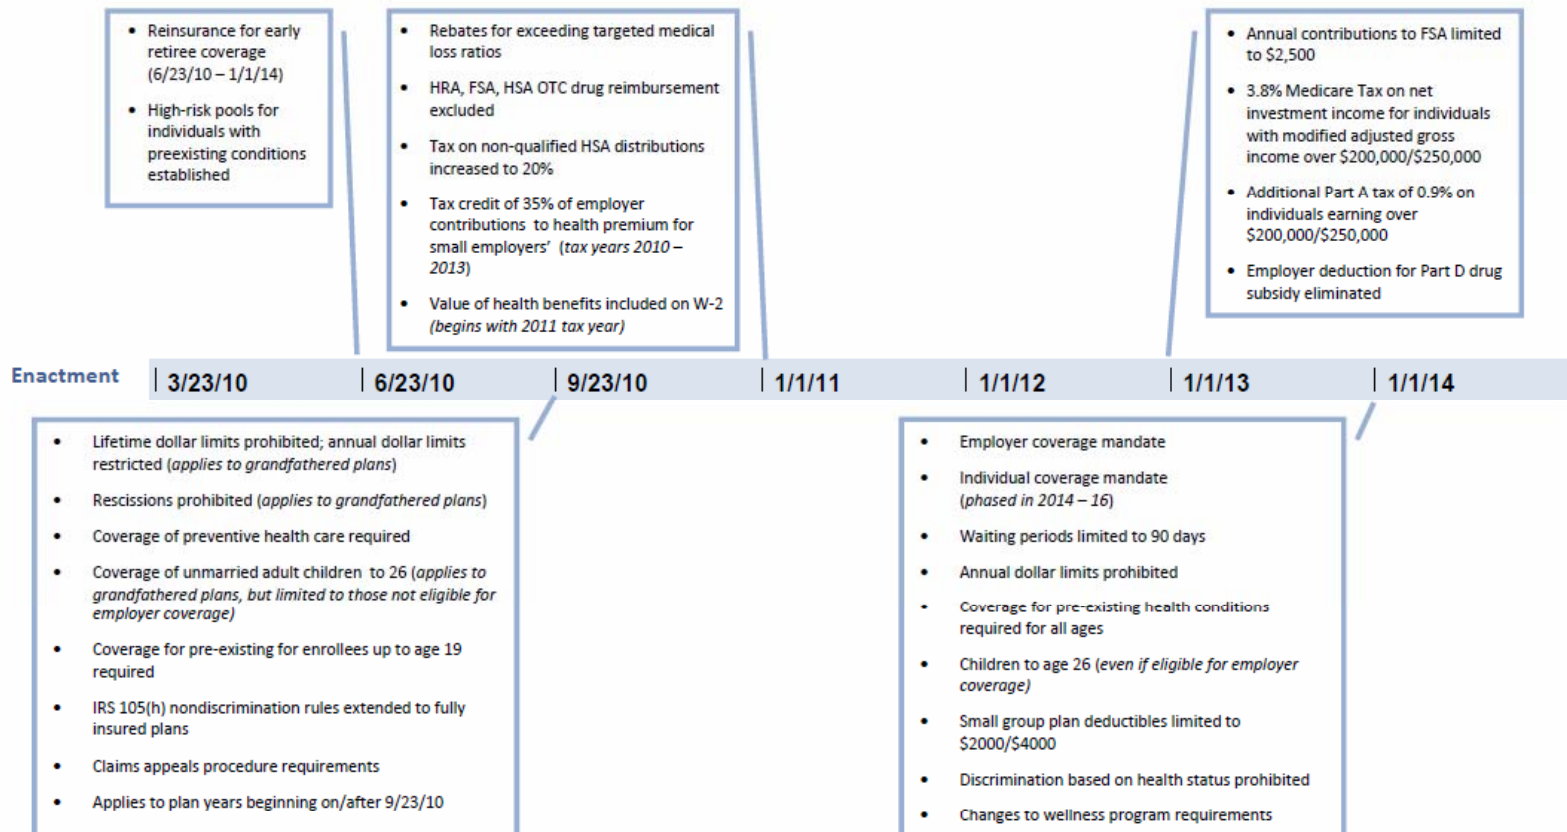 • Reinsurance for early
retiree coverage
(6/23/10 – 1/1/14)
• High-risk pools for
individuals with
preexisting conditions
established
• Rebates for exceeding targeted medical
loss ratios
• HRA, FSA, HSA OTC drug reimbursement
excluded
• Tax on non-qualified HSA distributions
increased to 20%
• Tax credit of 35% of employer
contributions to health premium for
small employers’ (tax years 2010 –
2013)
• Value of health benefits included on W-2
(begins with 2011 tax year)
• Annual contributions to FSA limited
to $2,500
• 3.8% Medicare Tax on net
investment income for individuals
with modified adjusted gross
income over $200,000/$250,000
• Additional Part A tax of 0.9% on
individuals earning over
$200,000/$250,000
• Employer deduction for Part D drug
subsidy eliminated
Enactment 3/23/10 6/23/10 9/23/10 1/1/11 1/1/12 1/1/13 1/1/14
• Lifetime dollar limits prohibited; annual dollar limits
restricted (applies to grandfathered plans)
• Rescissions prohibited (applies to grandfathered plans)
• Coverage of preventive health care required
• Coverage of unmarried adult children to 26 (applies to
grandfathered plans, but limited to those not eligible for
employer coverage)
• Coverage for pre-existing for enrollees up to age 19
required
• IRS 105(h) nondiscrimination rules extended to fully
insured plans
• Claims appeals procedure requirements
• Applies to plan years beginning on/after 9/23/10
• Employer coverage mandate
• Individual coverage mandate
(phased in 2014 – 16)
• Waiting periods limited to 90 days
• Annual dollar limits prohibited
• Coverage for pre-existing health conditions
required for all ages
• Children to age 26 (even if eligible for employer
coverage)
• Small group plan deductibles limited to
$2000/$4000
• Discrimination based on health status prohibited
• Changes to wellness program requirements